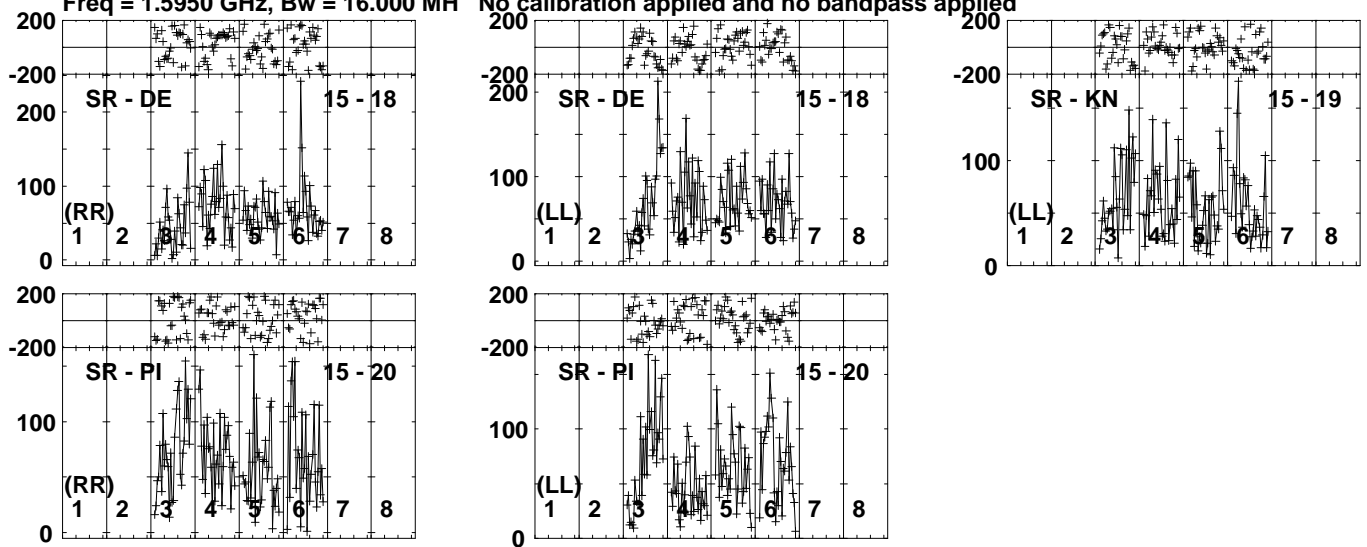 Freq = 1.5950 GHz, Bw = 16.000 MH No calibration applied and no bandpass applied
200
-200
SR - DE 15 - 18
200
100
(RR)
1 2 3 4 5 6 7 8
0
200
-200
SR - DE 15 - 18
200
100
(LL)
1 2 3 4 5 6 7 8
0
200
-200
SR - KN 15 - 19
100
(LL)
1 2 3 4 5 6 7 8
0
200
-200
SR - PI 15 - 20
100
(RR)
1 2 3 4 5 6 7 8
0
200
-200
SR - PI 15 - 20
100
(LL)
1 2 3 4 5 6 7 8
0